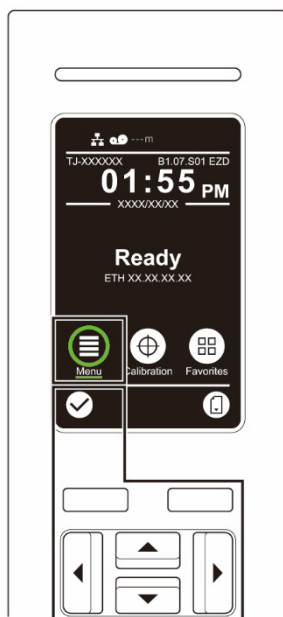 ---m
TJ-XXXXXX B1.07.S01 EZD
01:55 PM
XXXX/XX/XX
Ready
ETH XX.XX.XX.XX
Menu Calibration Favorites